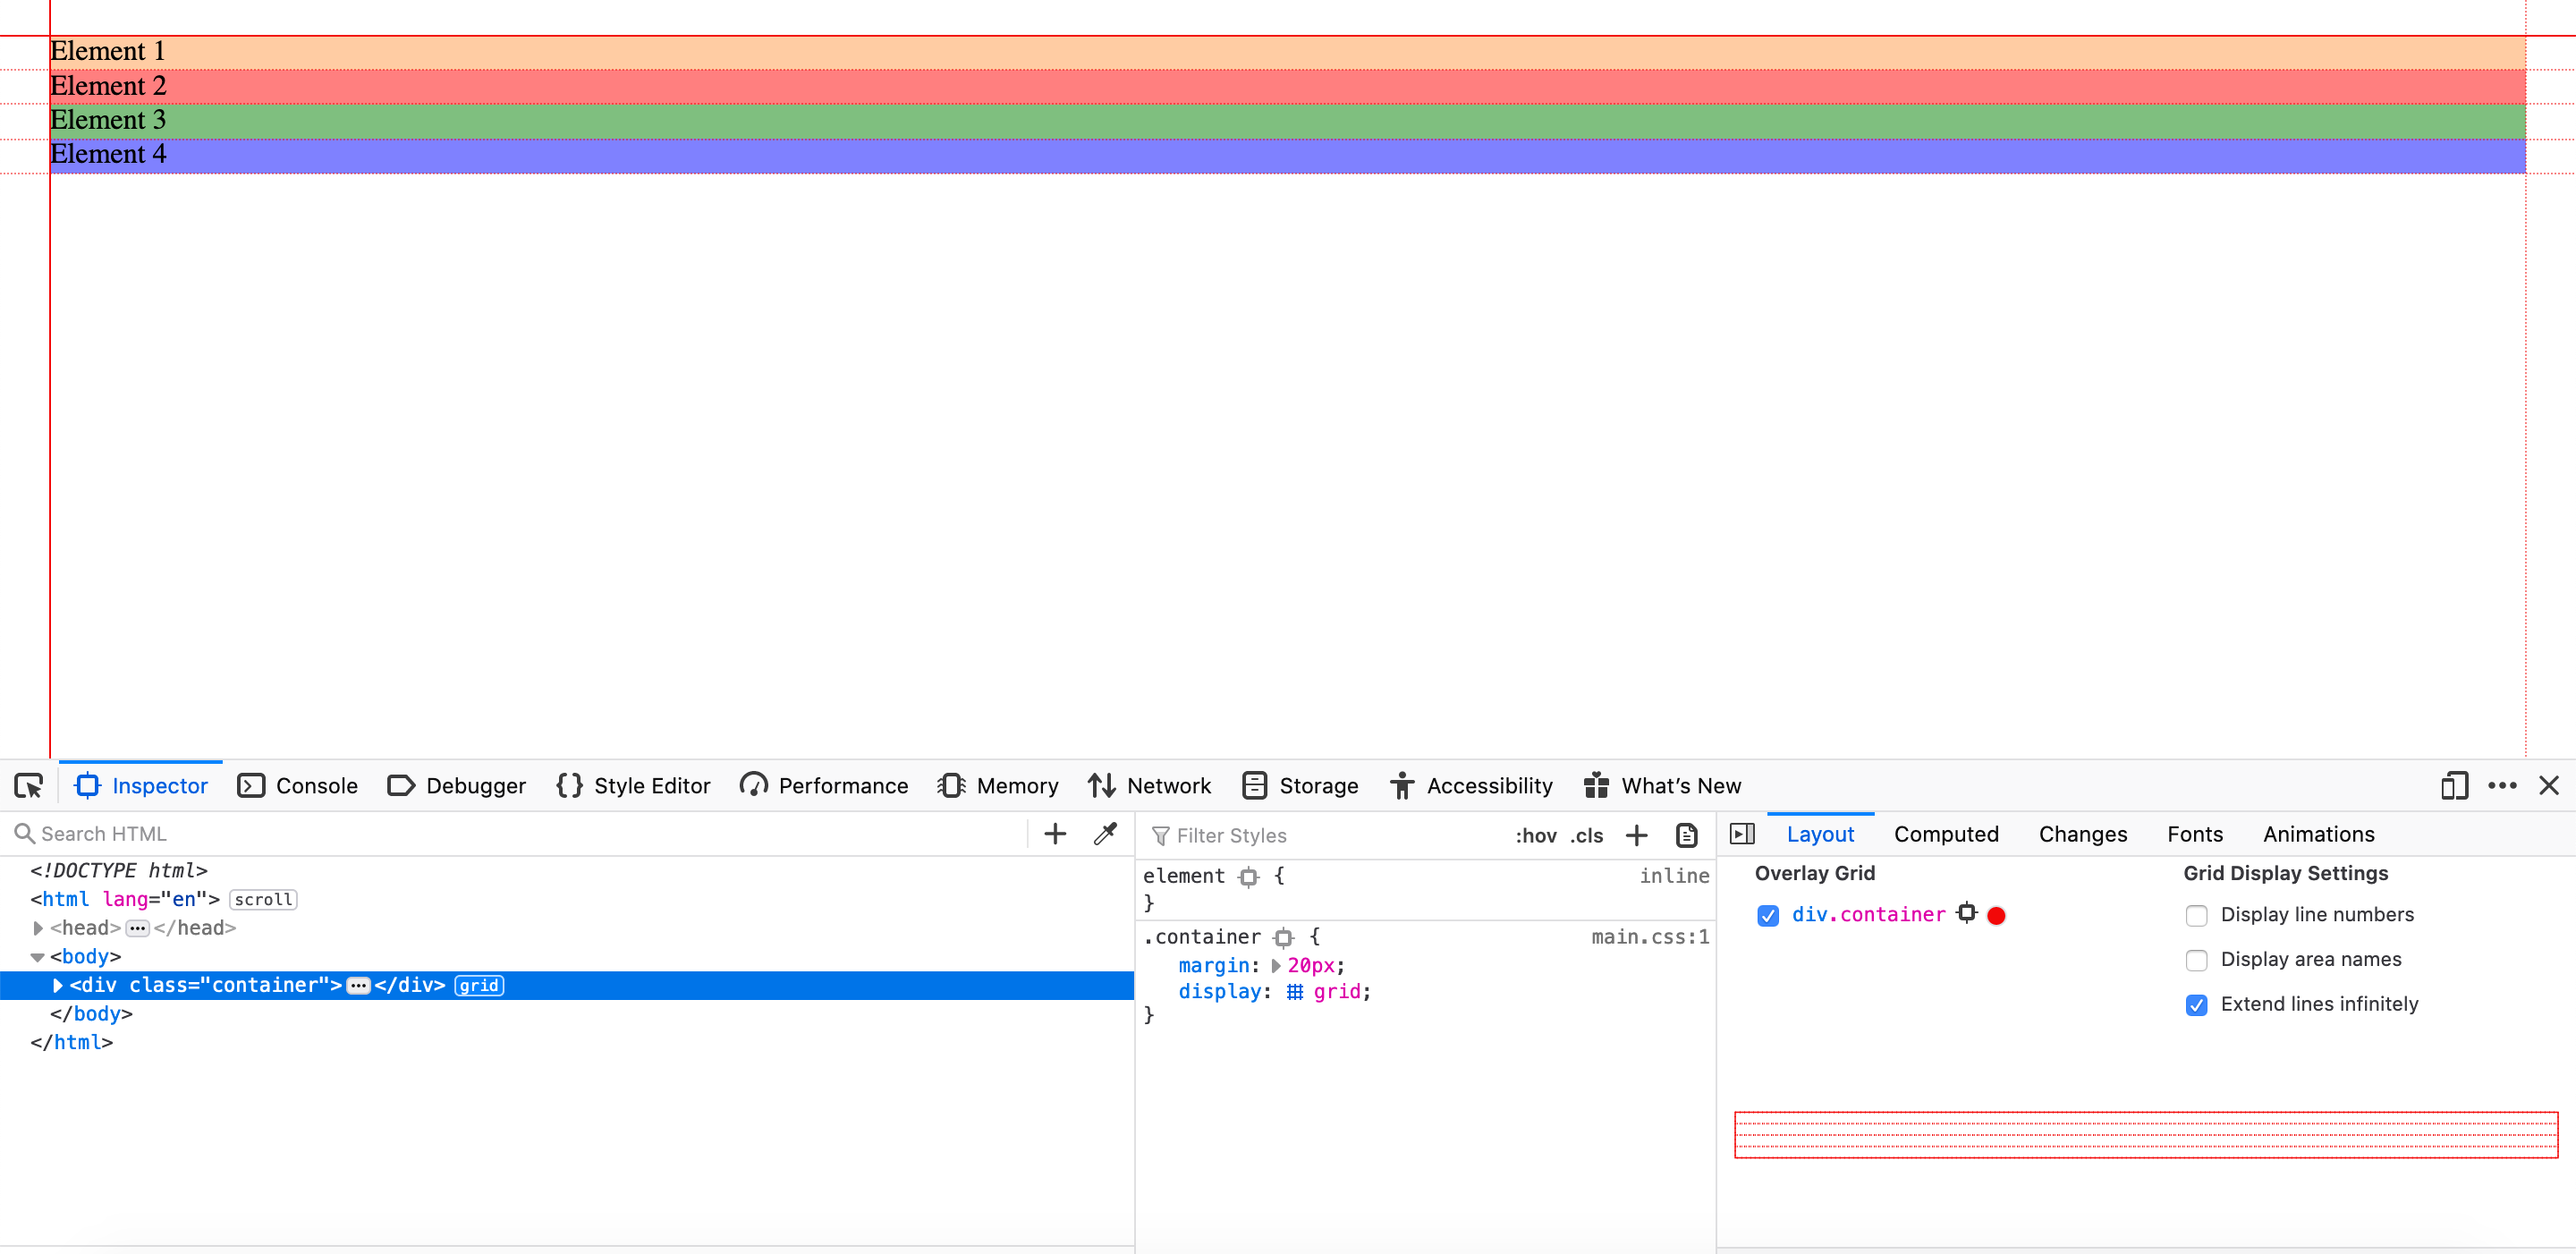 Element 1
Element 2
Element 3
Element 4
Inspector Console Debugger {} Style Editor Performance Memory Network Storage Accessibility What’s New
Search HTML
<!DOCTYPE html>
<html lang="en"> scroll
<head> ••• </head>
<body>
<div class="container"> ••• </div> grid
</body>
</html>
Filter Styles :hov .cls +
element { inline
}
.container { main.css:1
margin: 20px;
display: grid;
}
Layout Computed Changes Fonts Animations
Overlay Grid
div.container
Grid Display Settings
Display line numbers
Display area names
Extend lines infinitely